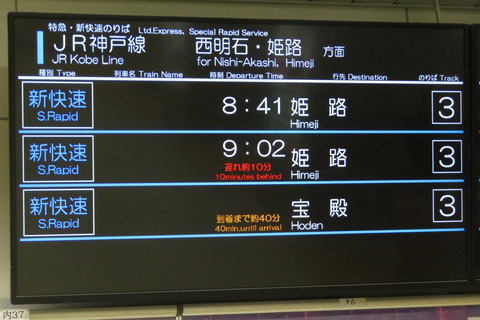 特急・新快速のりば Ltd.Express, Special Rapid Service
JR神戸線 西明石・姫路 方面
JR Kobe Line for Nishi-Akashi, Himeji
種別 Type 列車名 Train Name 時刻 Departure Time 行先 Destination のりば Track
新快速 8:41 姫路 3
S.Rapid Himeji
新快速 9:02 姫路 3
遅れ約10分
S.Rapid 10minutes behind Himeji
新快速 宝殿 3
到着まで約40分
S.Rapid 40min.until arrival Hoden
36
内37